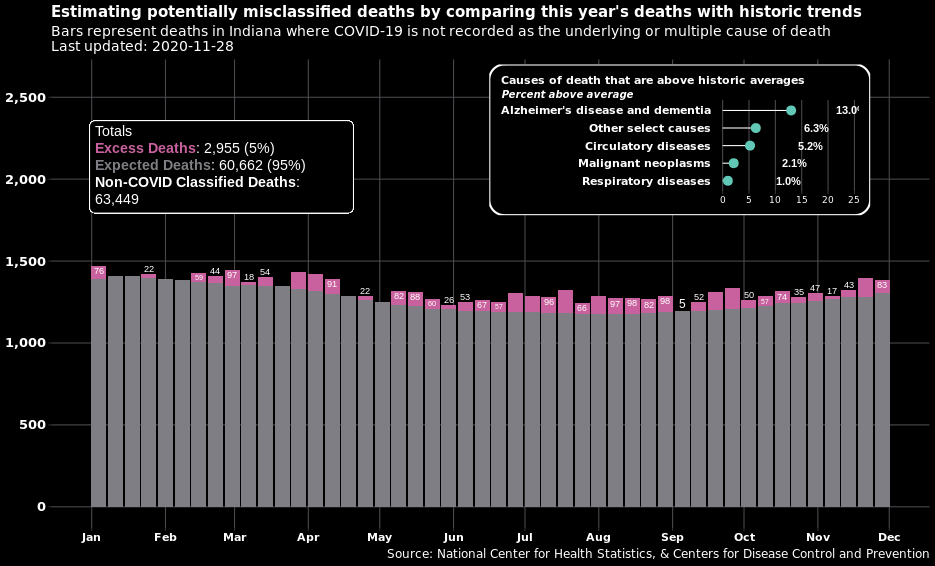 Estimating potentially misclassified deaths by comparing this year's deaths with historic trends
Bars represent deaths in Indiana where COVID-19 is not recorded as the underlying or multiple cause of death
Last updated: 2020-11-28
2,500
2,000
1,500
1,000
500
0
Totals
Excess Deaths: 2,955 (5%)
Expected Deaths: 60,662 (95%)
Non-COVID Classified Deaths:
63,449
Causes of death that are above historic averages
Percent above average
Alzheimer's disease and dementia 13.0
Other select causes 6.3%
Circulatory diseases 5.2%
Malignant neoplasms 2.1%
Respiratory diseases 1.0%
0 5 10 15 20 25
76 22 59 44 97 18 54 91 22 82 88 60 26 53 67 57 96 66 97 98 82 98 5 52 50 57 74 35 47 17 43 83
Jan Feb Mar Apr May Jun Jul Aug Sep Oct Nov Dec
Source: National Center for Health Statistics, & Centers for Disease Control and Prevention